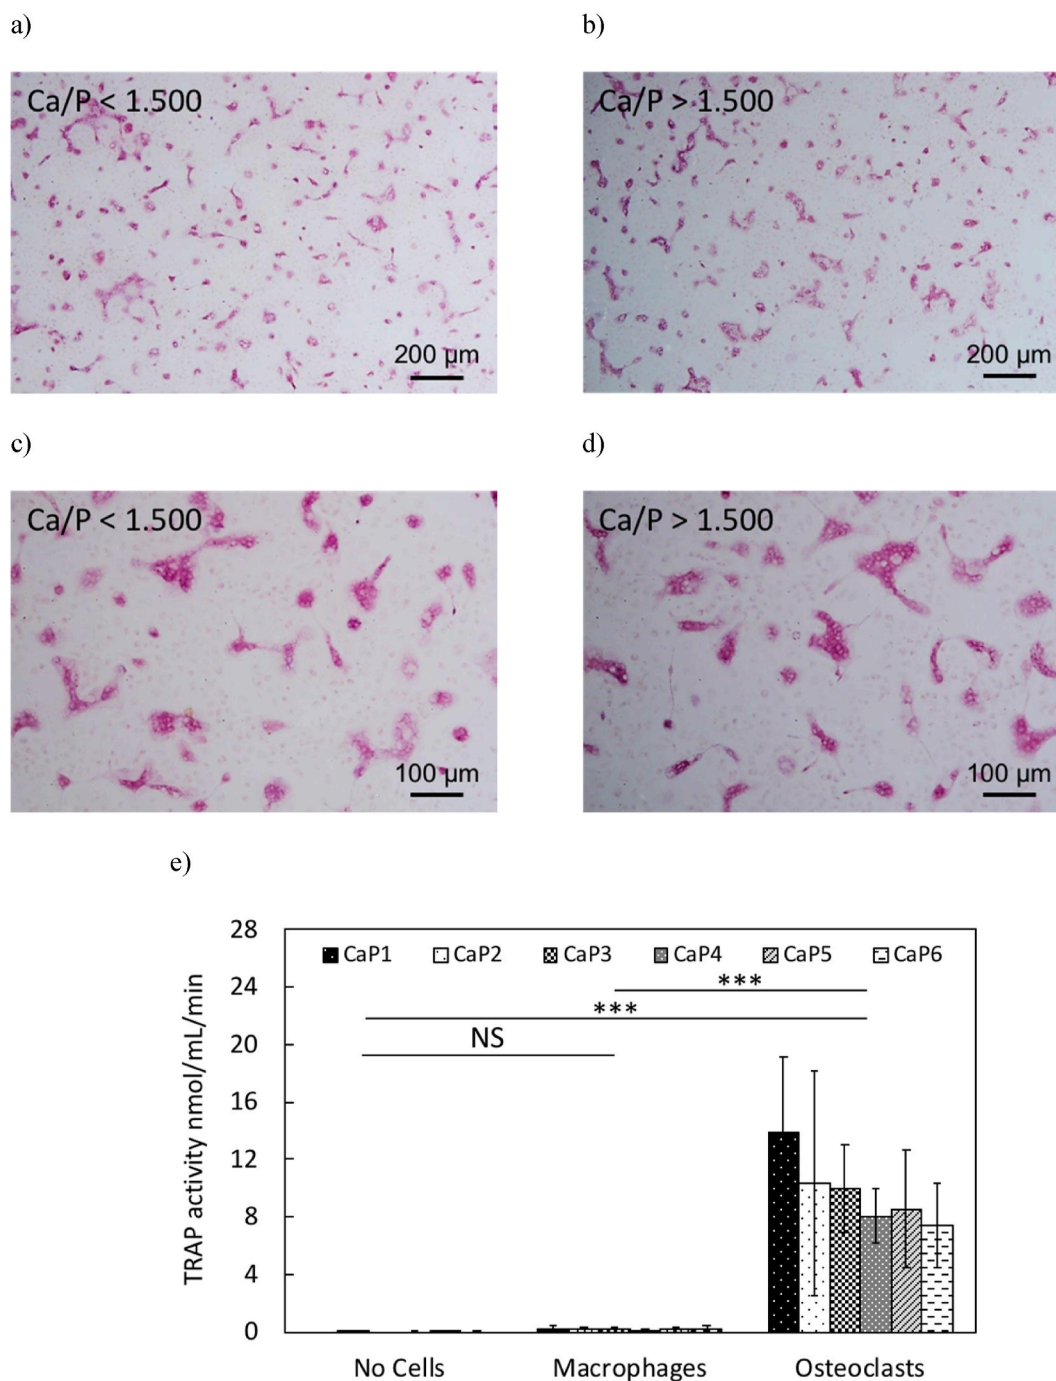 a)
b)
Ca/P < 1.500
Ca/P > 1.500
200 µm
200 µm
c)
d)
Ca/P < 1.500
Ca/P > 1.500
100 µm
100 µm
e)
28
CaP1 CaP2 CaP3 CaP4 CaP5 CaP6
24
***
***
20
NS
16
12
8
4
0
TRAP activity nmol/mL/min
No Cells Macrophages Osteoclasts